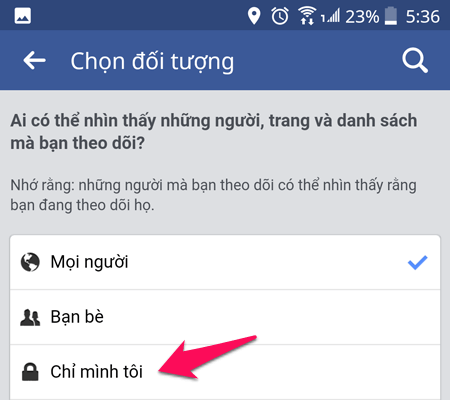 23% 5:36
Chọn đối tượng
Ai có thể nhìn thấy những người, trang và danh sách
mà bạn theo dõi?
Nhớ rằng: những người mà bạn theo dõi có thể nhìn thấy rằng
bạn đang theo dõi họ.
Mọi người
Bạn bè
Chỉ mình tôi